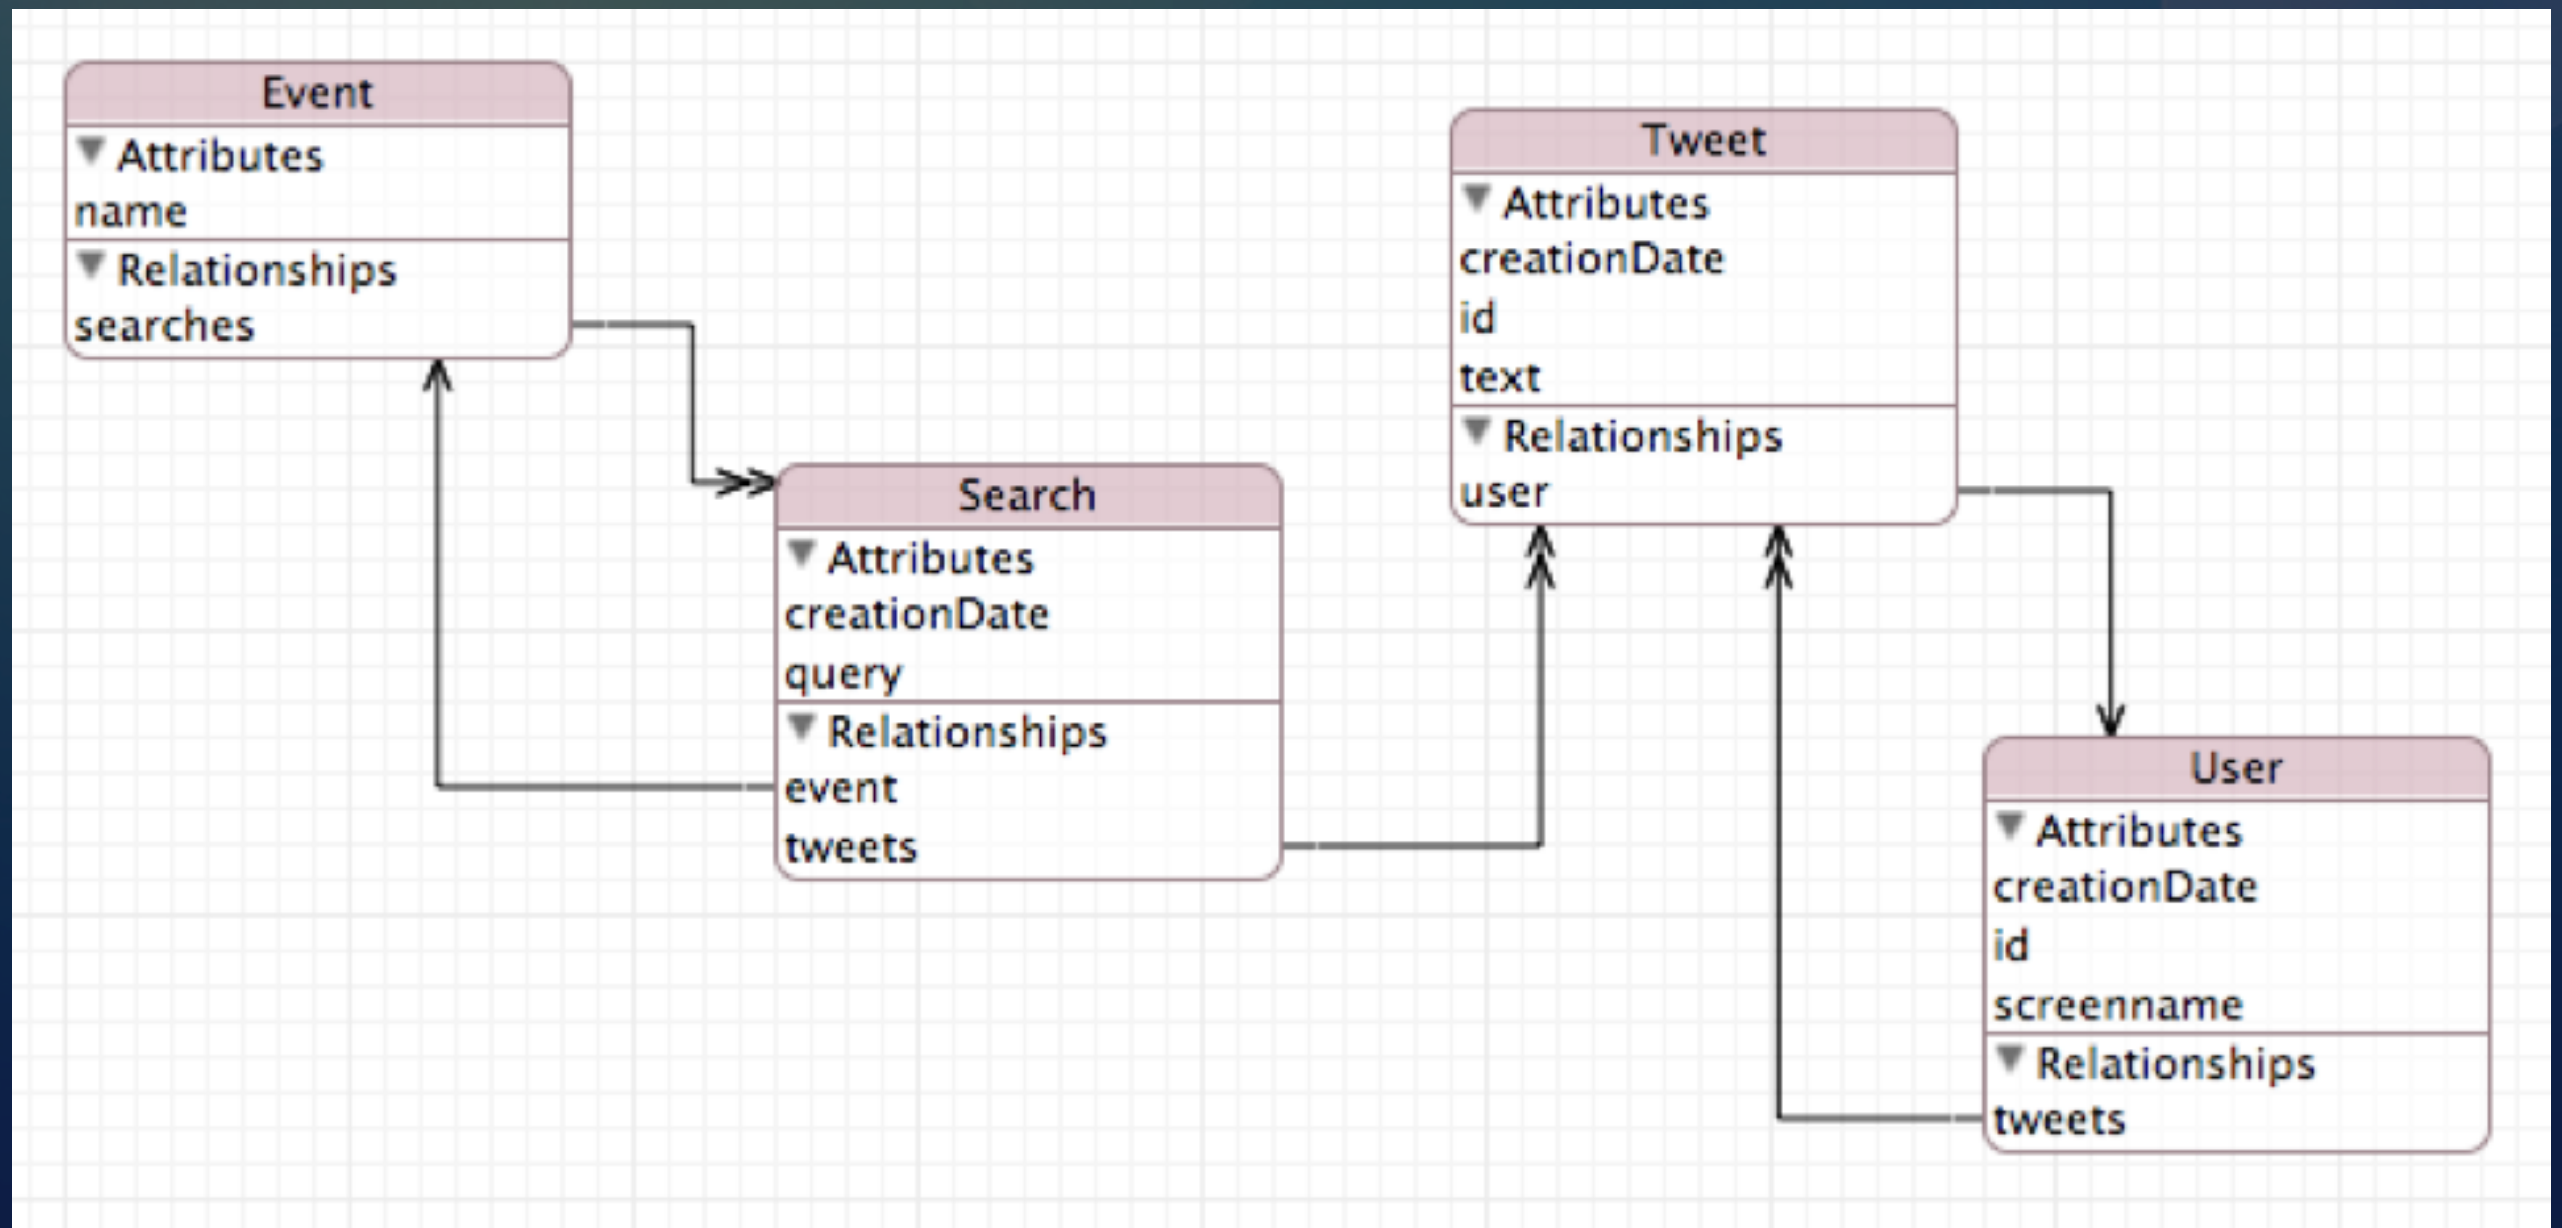 Event
Attributes
name
Relationships
searches
Search
Attributes
creationDate
query
Relationships
event
tweets
Tweet
Attributes
creationDate
id
text
Relationships
user
User
Attributes
creationDate
id
screenname
Relationships
tweets